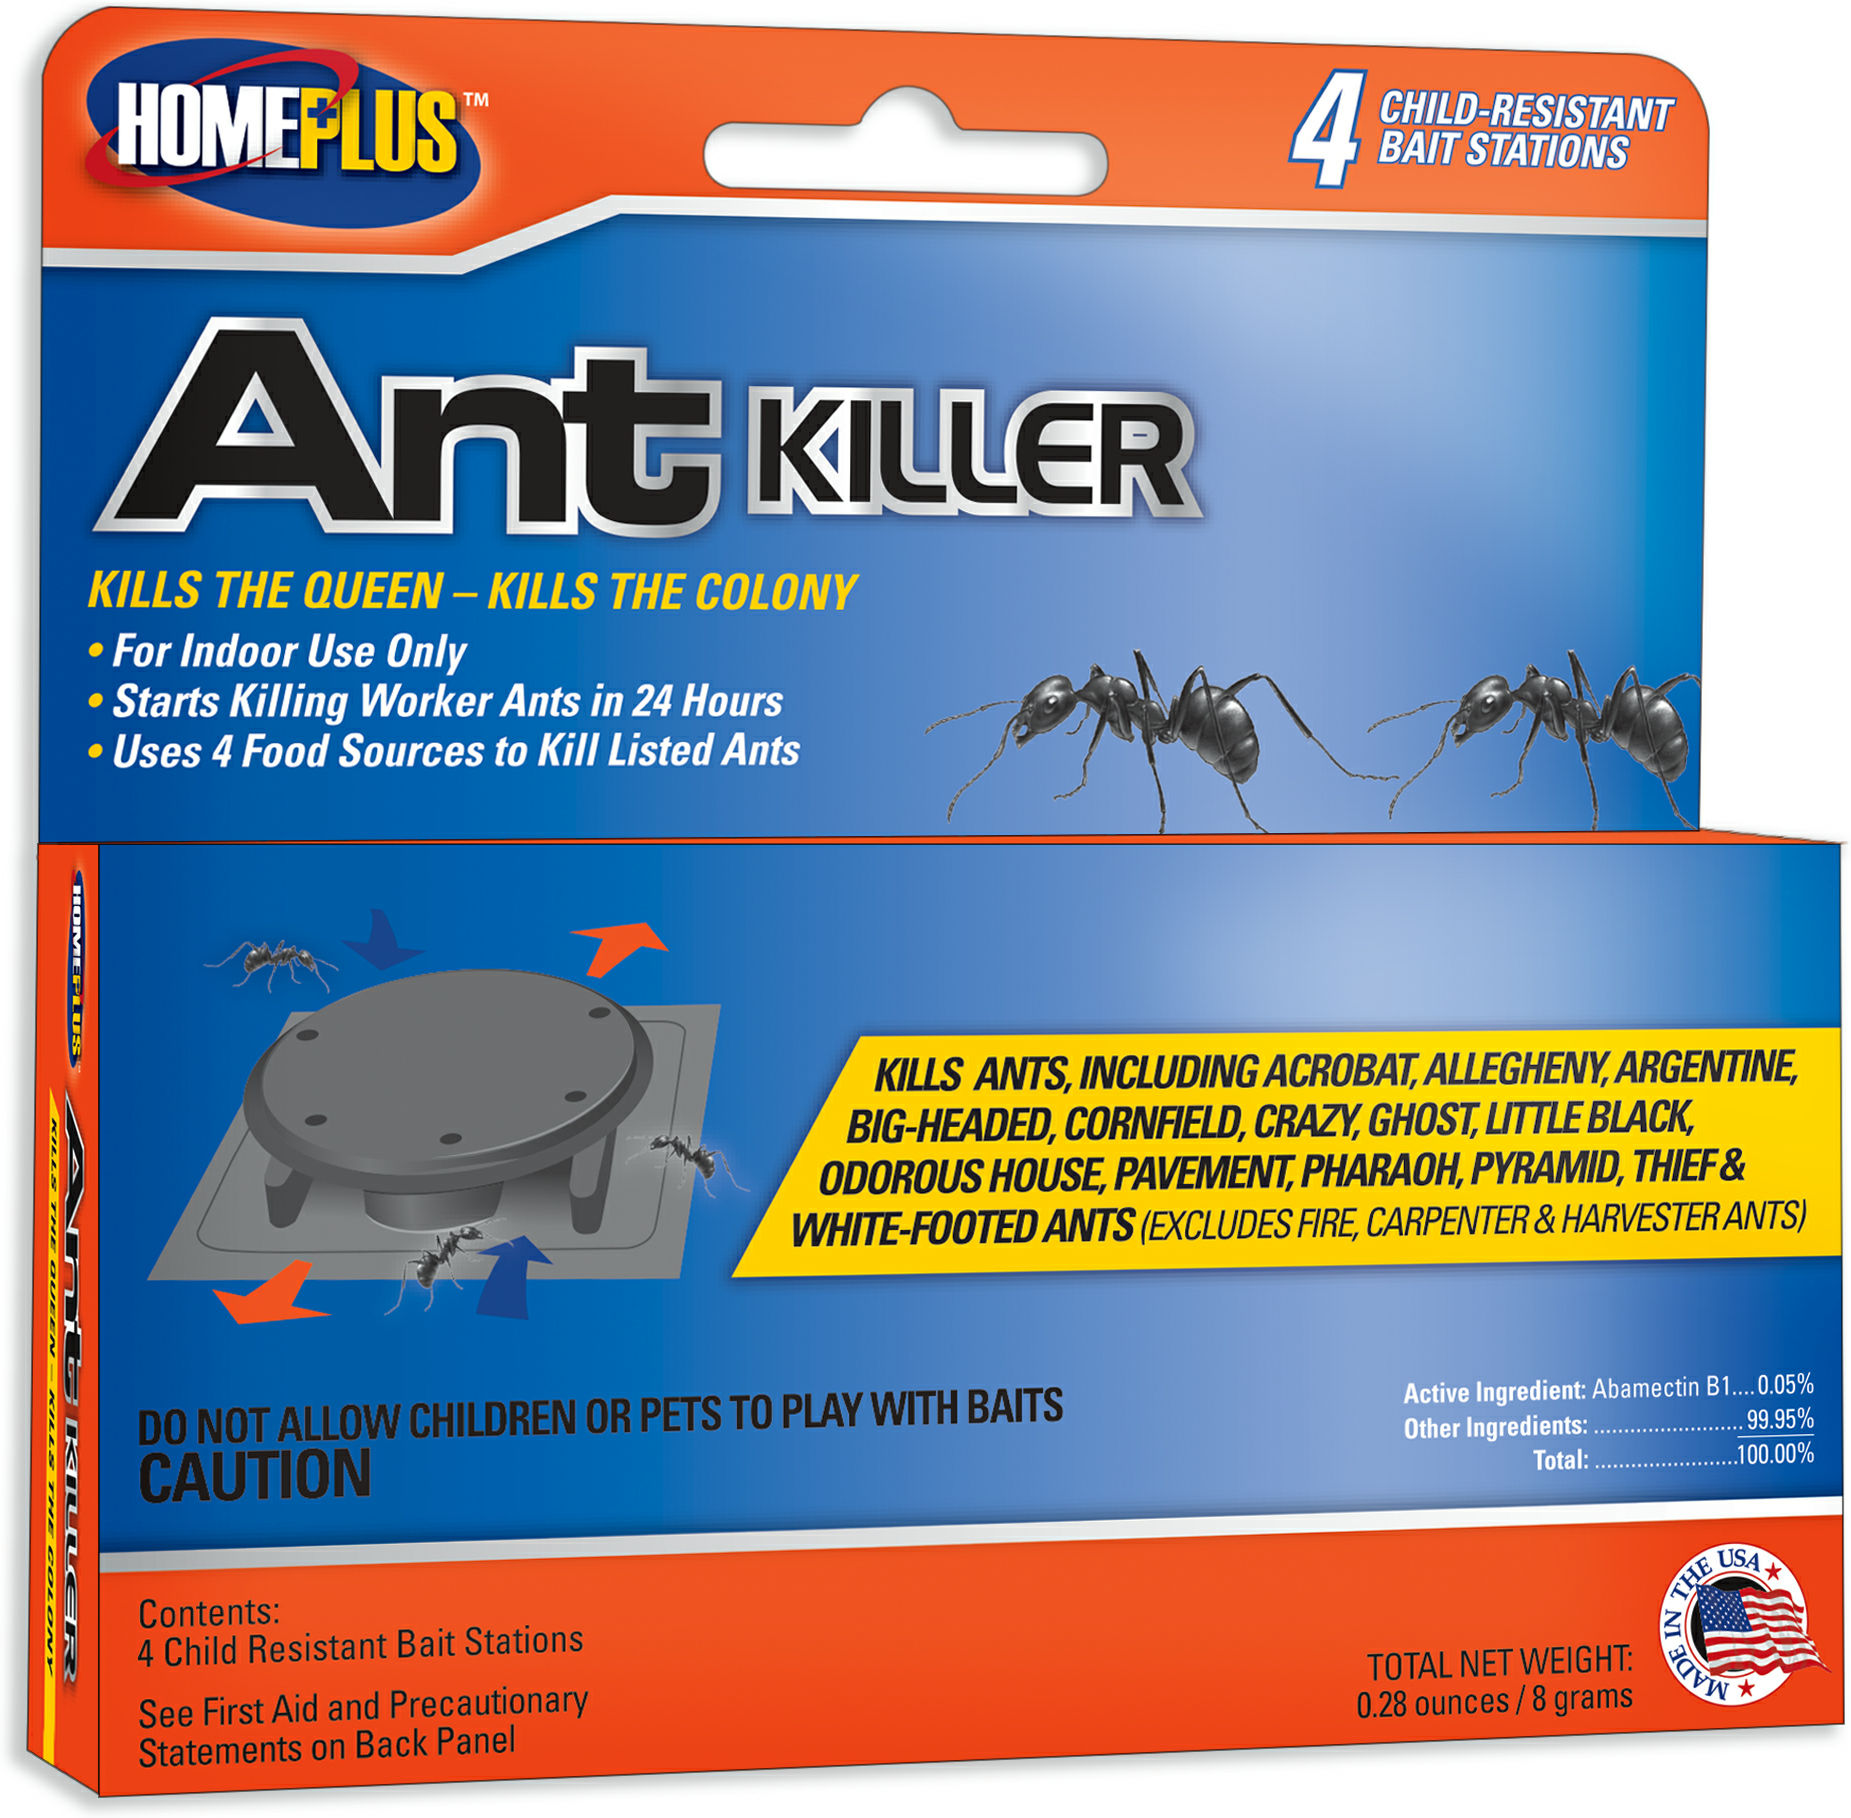 HOMEPLUS™
4 CHILD-RESISTANT
BAIT STATIONS
Ant KILLER
KILLS THE QUEEN – KILLS THE COLONY
• For Indoor Use Only
• Starts Killing Worker Ants in 24 Hours
• Uses 4 Food Sources to Kill Listed Ants
KILLS ANTS, INCLUDING ACROBAT, ALLEGHENY, ARGENTINE,
BIG-HEADED, CORNFIELD, CRAZY, GHOST, LITTLE BLACK,
ODOROUS HOUSE, PAVEMENT, PHARAOH, PYRAMID, THIEF &
WHITE-FOOTED ANTS (EXCLUDES FIRE, CARPENTER & HARVESTER ANTS)
DO NOT ALLOW CHILDREN OR PETS TO PLAY WITH BAITS
CAUTION
Active Ingredient: Abamectin B1....0.05%
Other Ingredients: ........................ 99.95%
Total: .......................100.00%
Contents:
4 Child Resistant Bait Stations
See First Aid and Precautionary
Statements on Back Panel
TOTAL NET WEIGHT:
0.28 ounces / 8 grams
MADE IN THE USA
HOMEPLUS
Ant KILLER
KILLS THE QUEEN – KILLS THE COLONY